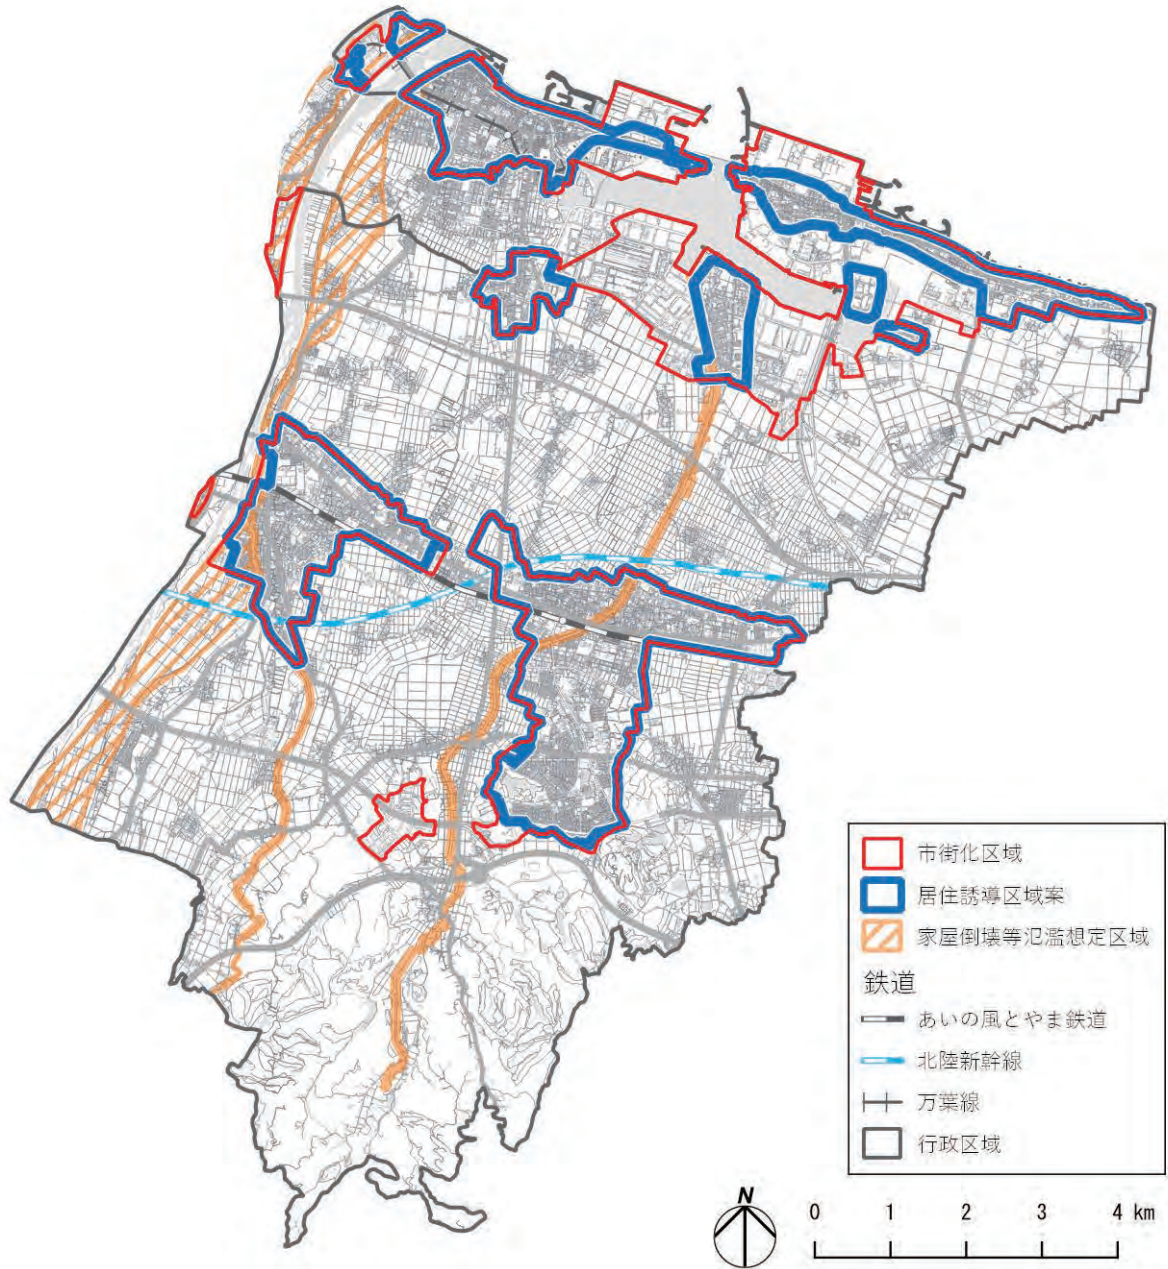 市街化区域
居住誘導区域案
家屋倒壊等氾濫想定区域
鉄道
あいの風とやま鉄道
北陸新幹線
万葉線
行政区域
N
0 1 2 3 4 km